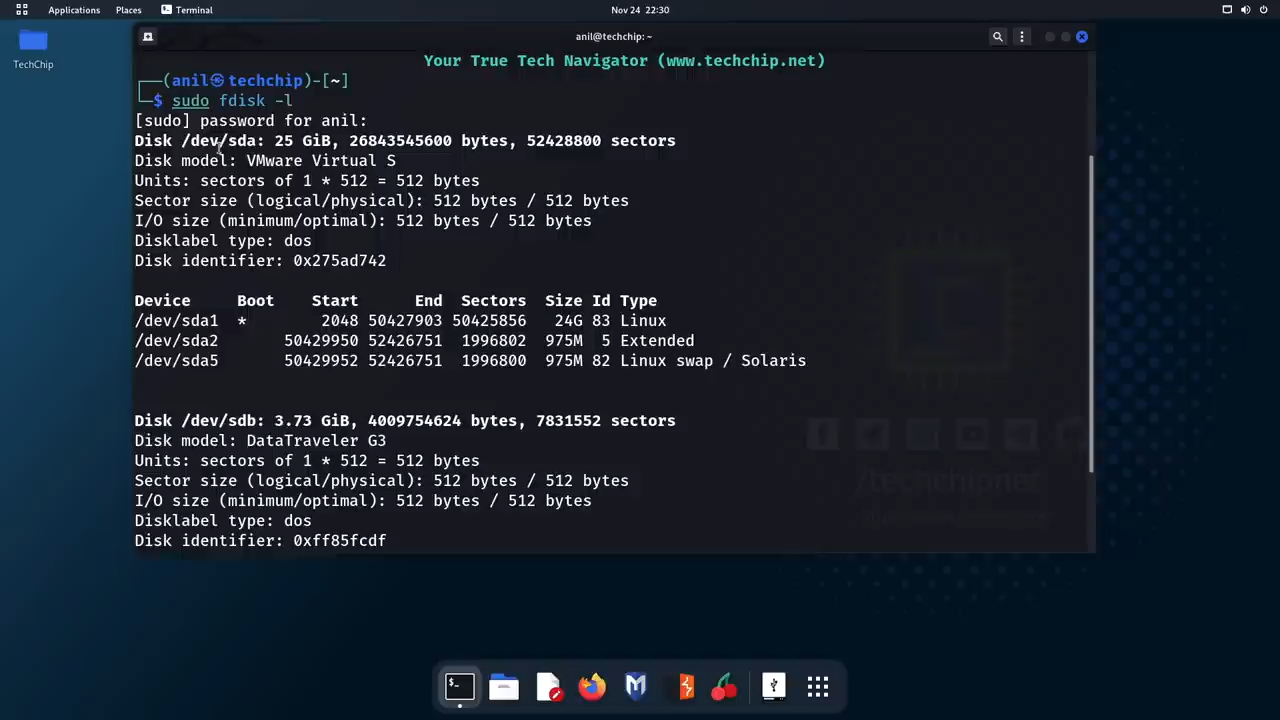 Applications Places Terminal Nov 24 22:30
TechChip
anil@techchip: ~
Your True Tech Navigator (www.techchip.net)
┌──(anil㉿techchip)-[~]
└─$ sudo fdisk -l
[sudo] password for anil:
Disk /dev/sda: 25 GiB, 26843545600 bytes, 52428800 sectors
Disk model: VMware Virtual S
Units: sectors of 1 * 512 = 512 bytes
Sector size (logical/physical): 512 bytes / 512 bytes
I/O size (minimum/optimal): 512 bytes / 512 bytes
Disklabel type: dos
Disk identifier: 0x275ad742
Device Boot Start End Sectors Size Id Type
/dev/sda1 * 2048 50427903 50425856 24G 83 Linux
/dev/sda2 50429950 52426751 1996802 975M 5 Extended
/dev/sda5 50429952 52426751 1996800 975M 82 Linux swap / Solaris
Disk /dev/sdb: 3.73 GiB, 4009754624 bytes, 7831552 sectors
Disk model: DataTraveler G3
Units: sectors of 1 * 512 = 512 bytes
Sector size (logical/physical): 512 bytes / 512 bytes
/techchipnet
I/O size (minimum/optimal): 512 bytes / 512 bytes
Disklabel type: dos
Disk identifier: 0xff85fcdf